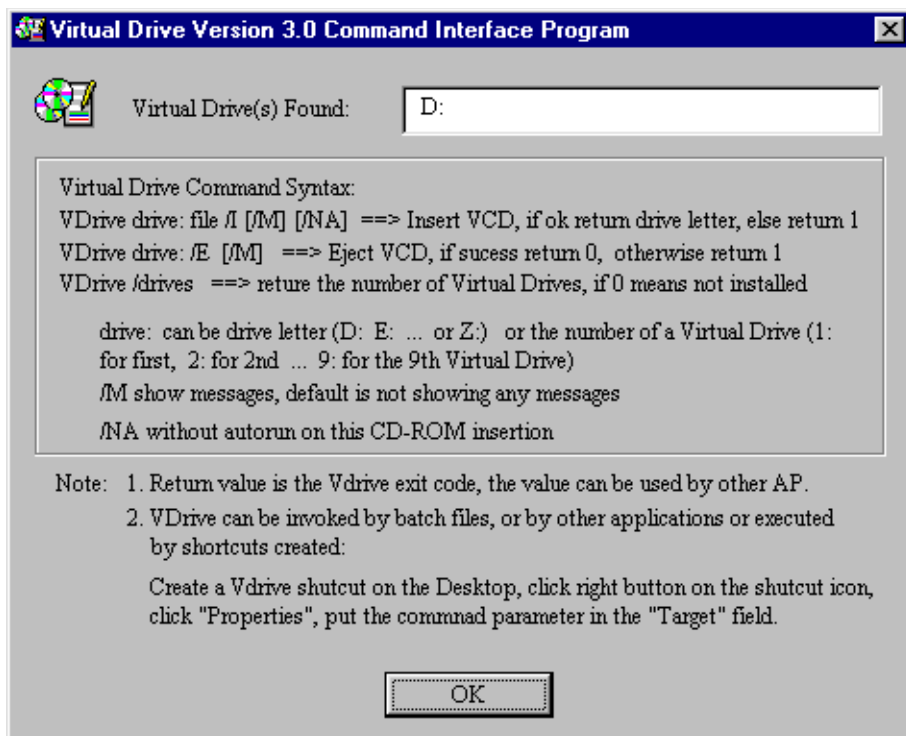 Virtual Drive Version 3.0 Command Interface Program
Virtual Drive(s) Found:
D:
Virtual Drive Command Syntax:
VDrive drive: file /I [/M] [/NA] ==> Insert VCD, if ok return drive letter, else return 1
VDrive drive: /E [/M] ==> Eject VCD, if sucess return 0, otherwise return 1
VDrive /drives ==> reture the number of Virtual Drives, if 0 means not installed
drive: can be drive letter (D: E: ... or Z:) or the number of a Virtual Drive (1:
for first, 2: for 2nd ... 9: for the 9th Virtual Drive)
/M show messages, default is not showing any messages
/NA without autorun on this CD-ROM insertion
Note: 1. Return value is the Vdrive exit code, the value can be used by other AP.
2. VDrive can be invoked by batch files, or by other applications or executed
by shortcuts created:
Create a Vdrive shutcut on the Desktop, click right button on the shutcut icon,
click "Properties", put the commnad parameter in the "Target" field.
OK